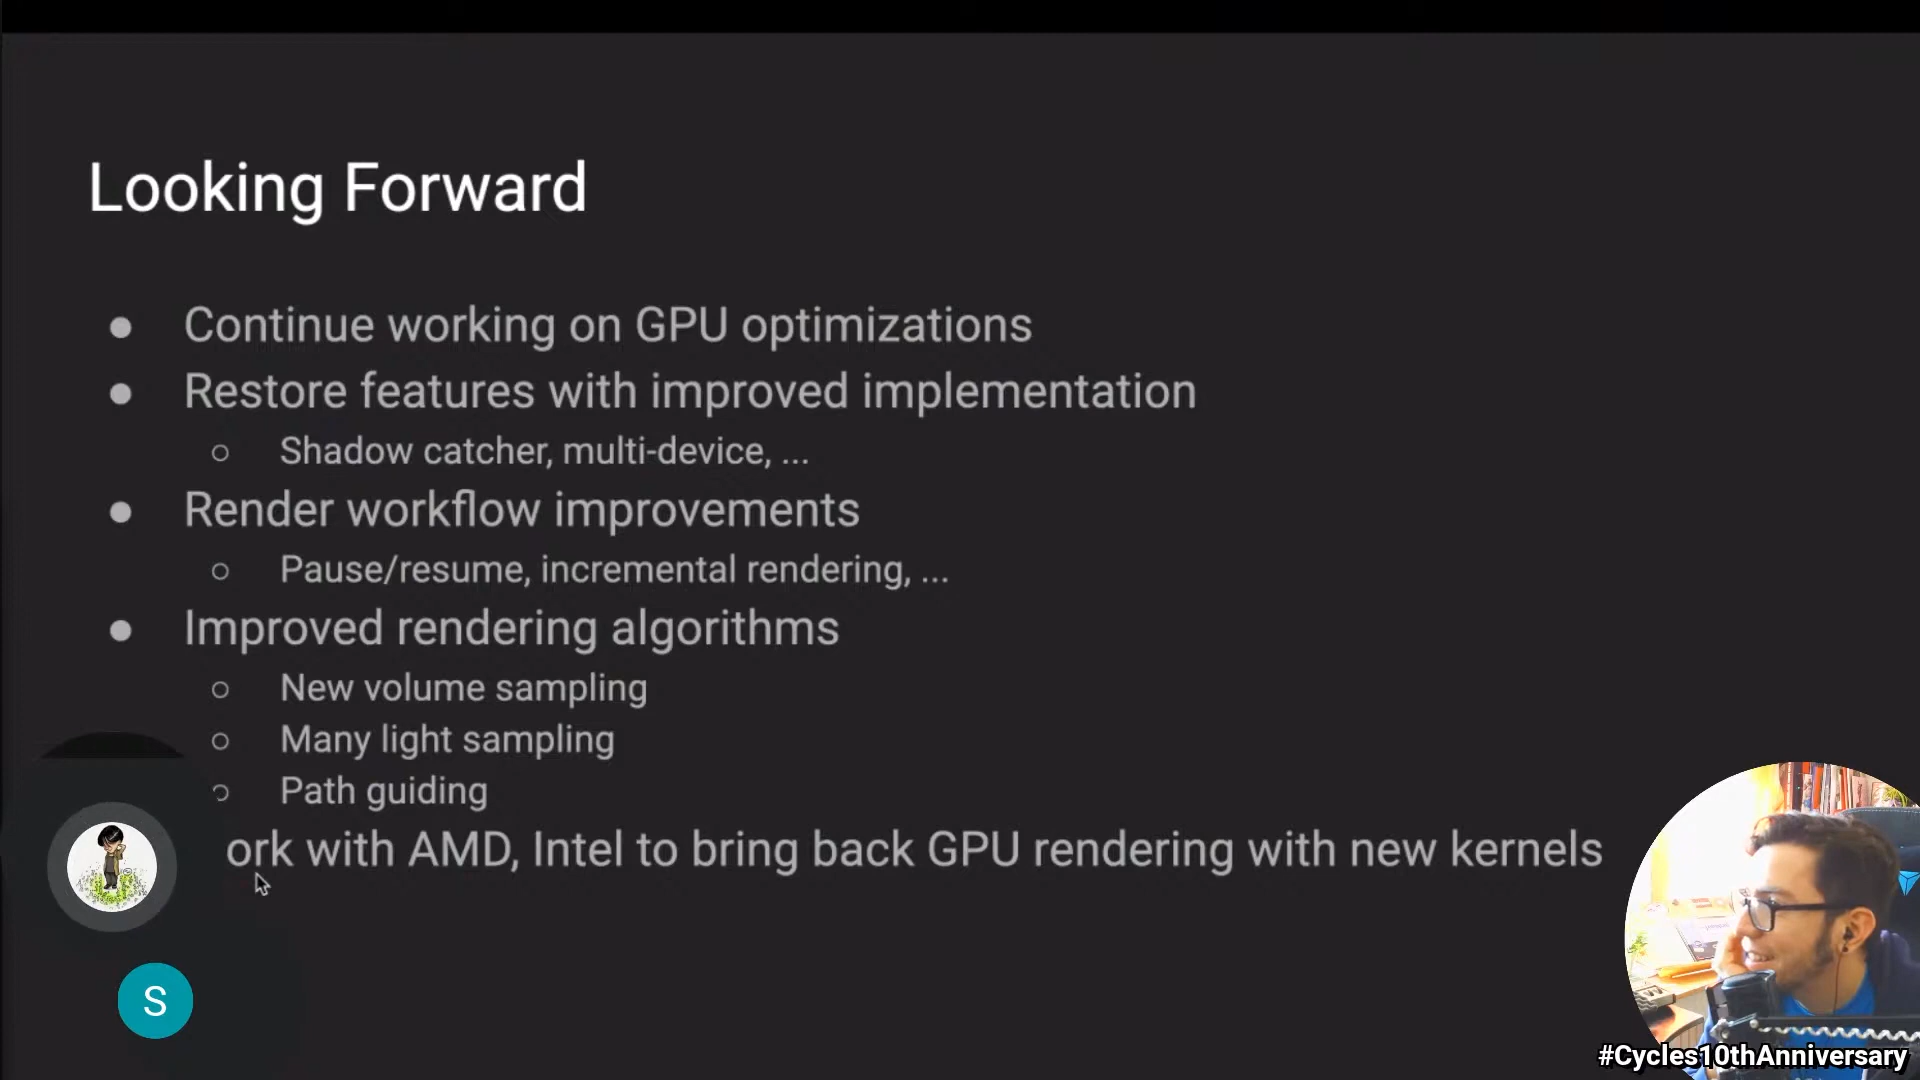 Looking Forward
● Continue working on GPU optimizations
● Restore features with improved implementation
○ Shadow catcher, multi-device, ...
● Render workflow improvements
○ Pause/resume, incremental rendering, ...
● Improved rendering algorithms
○ New volume sampling
○ Many light sampling
○ Path guiding
ork with AMD, Intel to bring back GPU rendering with new kernels
S
#Cycles10thAnniversary